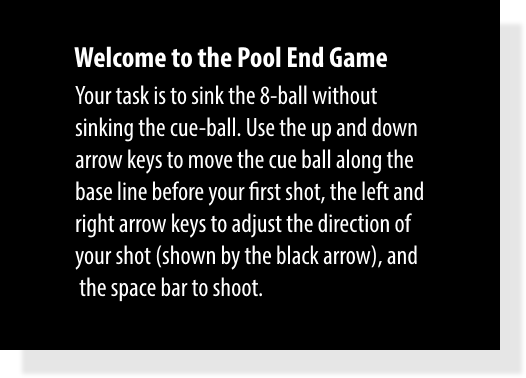 Welcome to the Pool End Game
Your task is to sink the 8-ball without
sinking the cue-ball. Use the up and down
arrow keys to move the cue ball along the
base line before your first shot, the left and
right arrow keys to adjust the direction of
your shot (shown by the black arrow), and
the space bar to shoot.